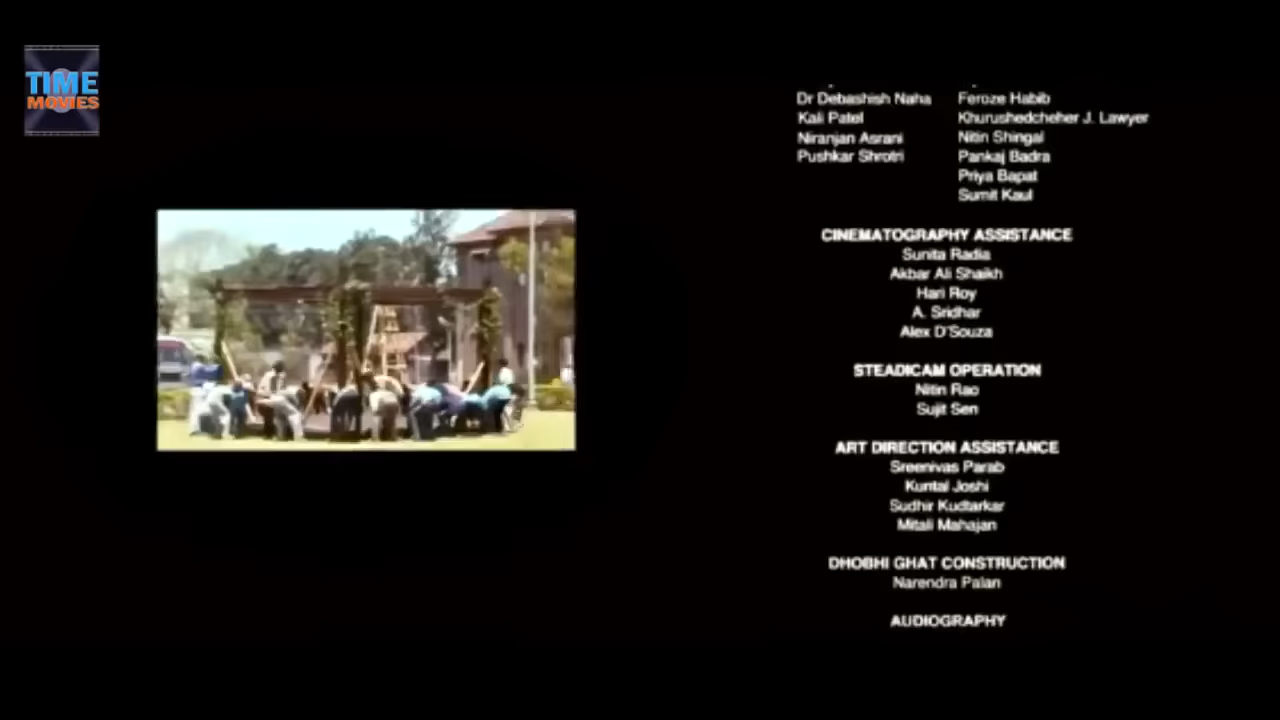 TIME
MOVIES
Dr Debashish Naha
Kali Patel
Niranjan Asrani
Pushkar Shrotri
Feroze Habib
Khurushedcheher J. Lawyer
Nitin Shingal
Pankaj Badra
Priya Bapat
Sumit Kaul
CINEMATOGRAPHY ASSISTANCE
Sunita Radia
Akbar Ali Shaikh
Hari Roy
A. Sridhar
Alex D'Souza
STEADICAM OPERATION
Nitin Rao
Sujit Sen
ART DIRECTION ASSISTANCE
Sreenivas Parab
Kuntal Joshi
Sudhir Kudtarkar
Mitali Mahajan
DHOBHI GHAT CONSTRUCTION
Narendra Palan
AUDIOGRAPHY